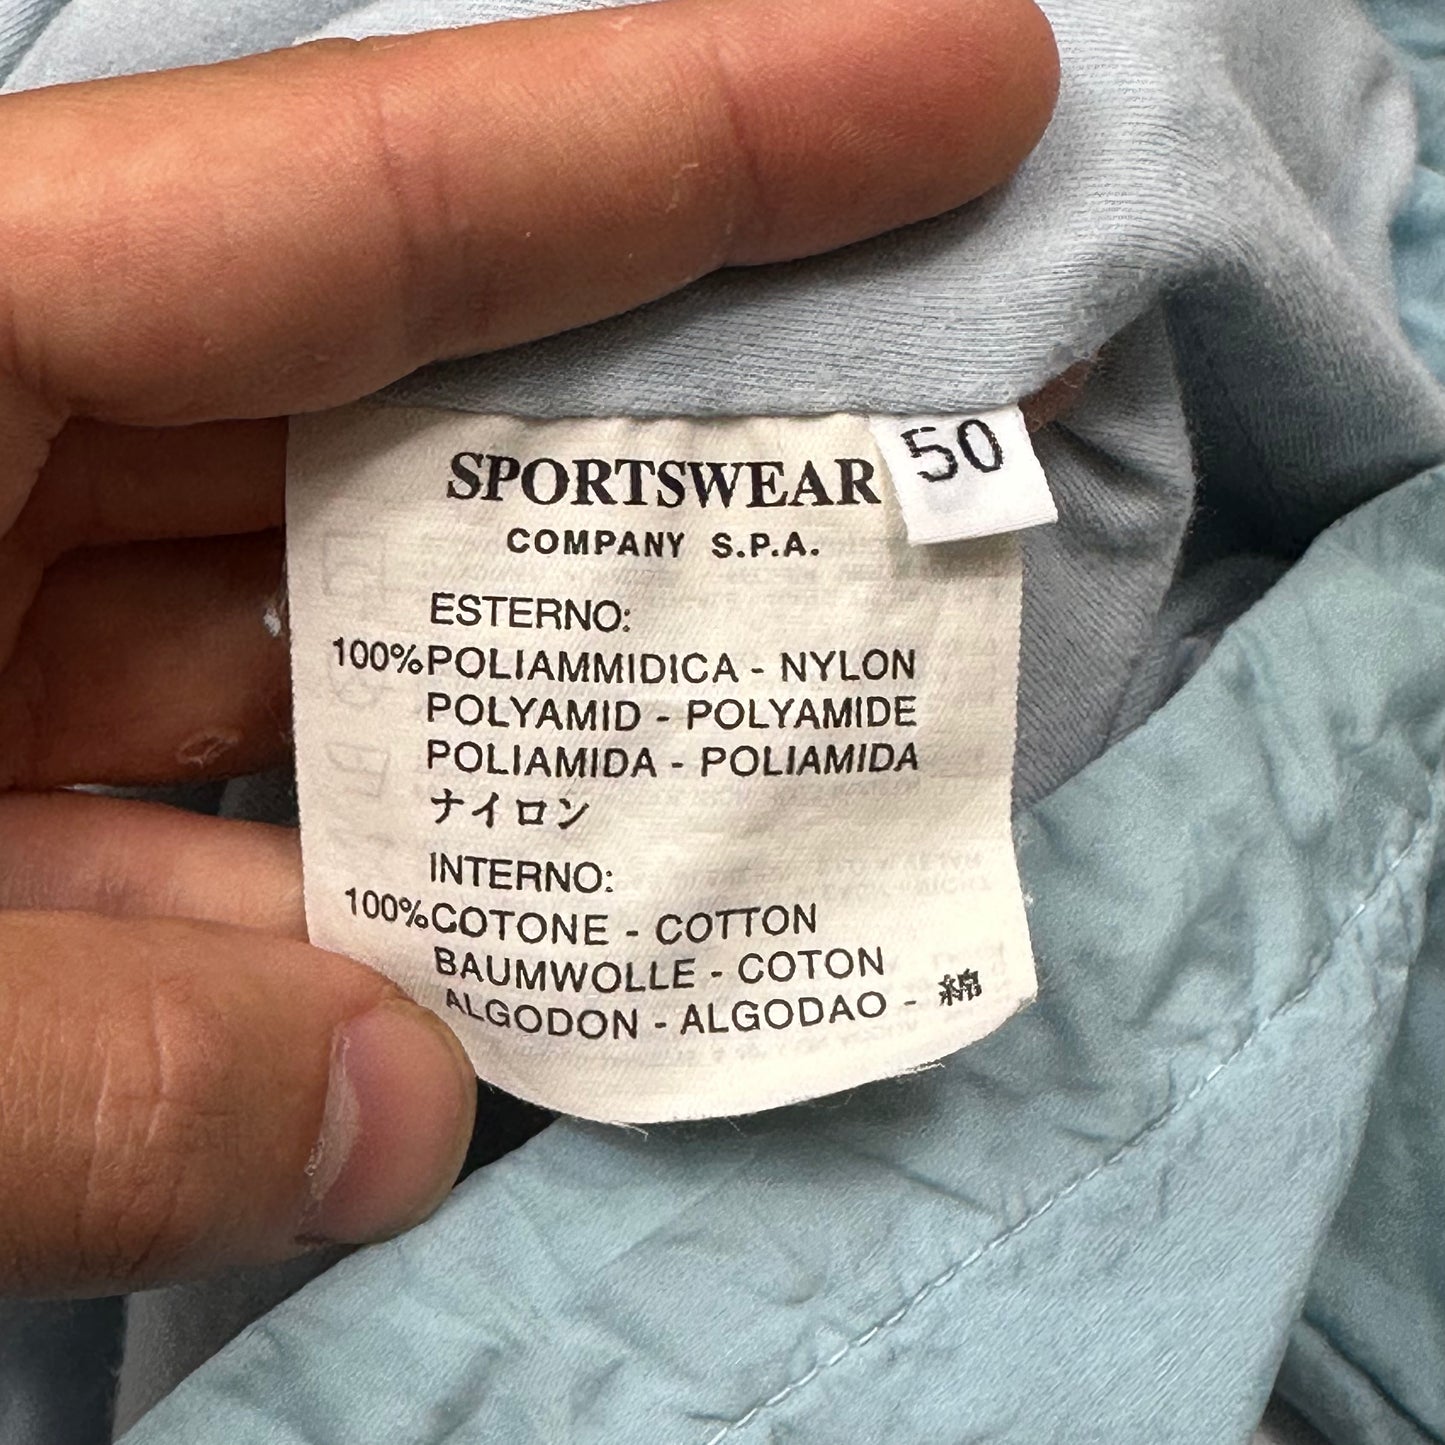 SPORTSWEAR
50
COMPANY S.P.A.
ESTERNO:
100% POLIAMMIDICA - NYLON
POLYAMID - POLYAMIDE
POLIAMIDA - POLIAMIDA
ナイロン
INTERNO:
100% COTONE - COTTON
BAUMWOLLE - COTON
ALGODON - ALGODAO - 綿